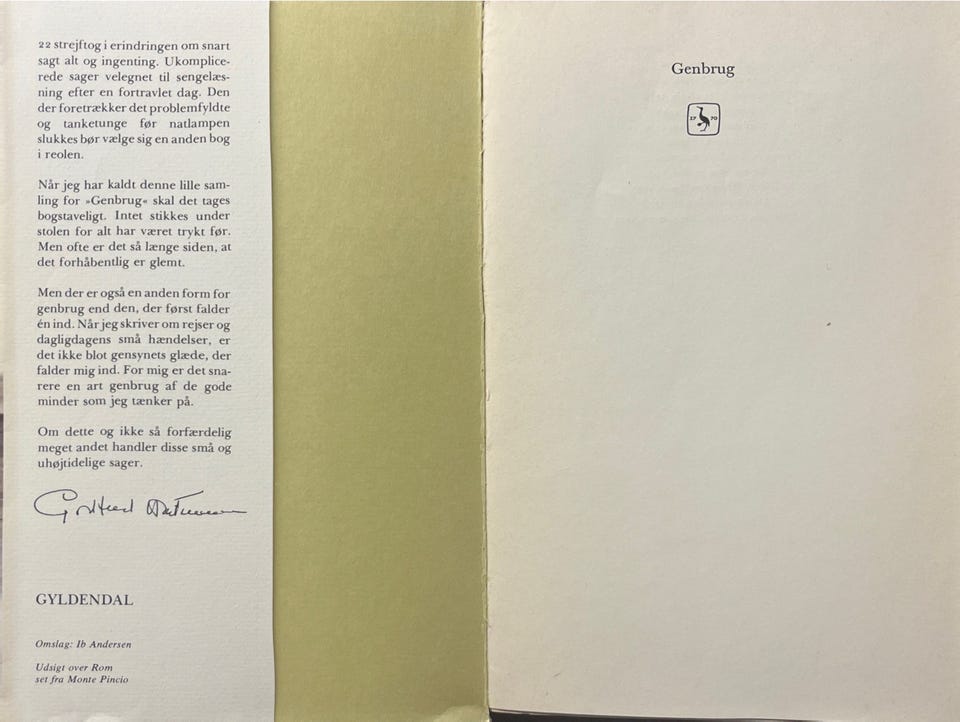 22 strejftog i erindringen om snart
sagt alt og ingenting. Ukomplice-
rede sager velegnet til sengelæs-
ning efter en fortravlet dag. Den
der foretrækker det problemfyldte
og tanketunge før natlampen
slukkes bør vælge sig en anden bog
i reolen.
Når jeg har kaldt denne lille sam-
ling for »Genbrug« skal det tages
bogstaveligt. Intet stikkes under
stolen for alt har været trykt før.
Men ofte er det så længe siden, at
det forhåbentlig er glemt.
Men der er også en anden form for
genbrug end den, der først falder
én ind. Når jeg skriver om rejser og
dagligdagens små hændelser, er
det ikke blot gensynets glæde, der
falder mig ind. For mig er det sna-
rere en art genbrug af de gode
minder som jeg tænker på.
Om dette og ikke så forfærdelig
meget andet handler disse små og
uhøjtidelige sager.
GYLDENDAL
Omslag: Ib Andersen
Udsigt over Rom
set fra Monte Pincio
Genbrug
17 70